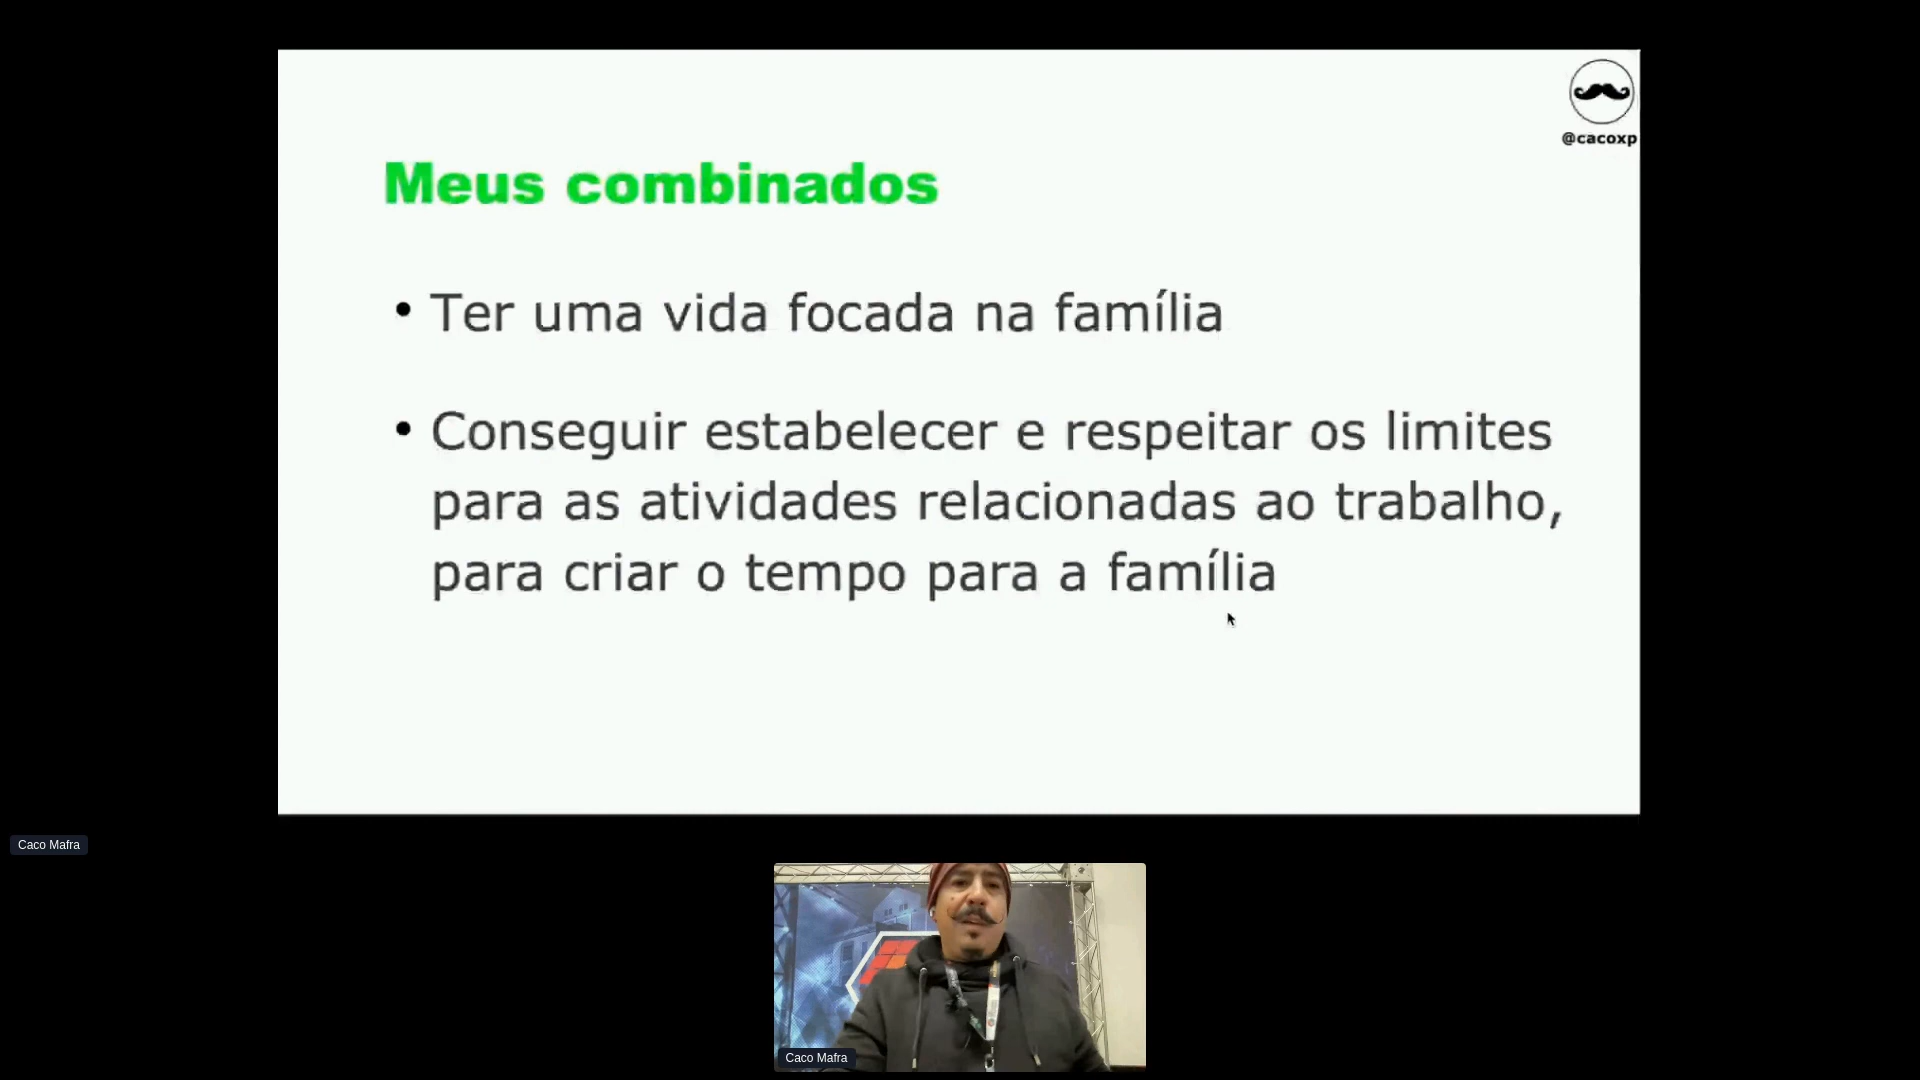 @cacoxp
Meus combinados
• Ter uma vida focada na família
• Conseguir estabelecer e respeitar os limites
para as atividades relacionadas ao trabalho,
para criar o tempo para a família
Caco Mafra
Caco Mafra